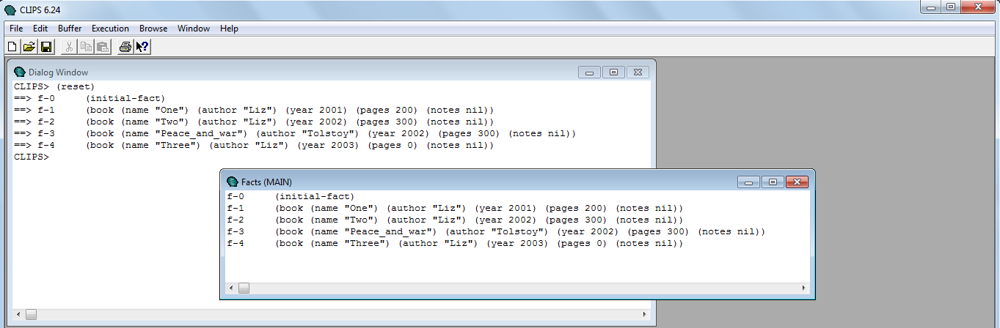 CLIPS 6.24
File Edit Buffer Execution Browse Window Help
Dialog Window
CLIPS> (reset)
==> f-0 (initial-fact)
==> f-1 (book (name "One") (author "Liz") (year 2001) (pages 200) (notes nil))
==> f-2 (book (name "Two") (author "Liz") (year 2002) (pages 300) (notes nil))
==> f-3 (book (name "Peace_and_war") (author "Tolstoy") (year 2002) (pages 300) (notes nil))
==> f-4 (book (name "Three") (author "Liz") (year 2003) (pages 0) (notes nil))
CLIPS>
Facts (MAIN)
f-0 (initial-fact)
f-1 (book (name "One") (author "Liz") (year 2001) (pages 200) (notes nil))
f-2 (book (name "Two") (author "Liz") (year 2002) (pages 300) (notes nil))
f-3 (book (name "Peace_and_war") (author "Tolstoy") (year 2002) (pages 300) (notes nil))
f-4 (book (name "Three") (author "Liz") (year 2003) (pages 0) (notes nil))